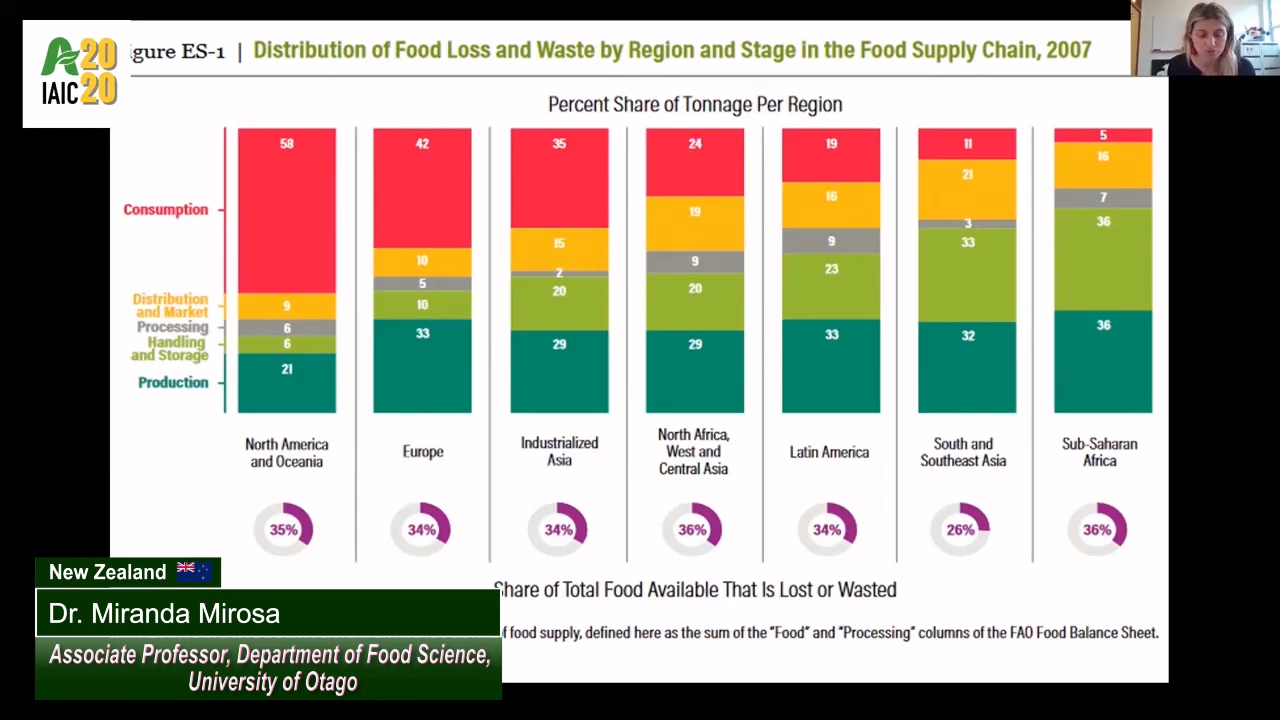 A 20
IAIC 20
gure ES-1 | Distribution of Food Loss and Waste by Region and Stage in the Food Supply Chain, 2007
Percent Share of Tonnage Per Region
Consumption
Distribution
and Market
Processing
Handling
and Storage
Production
58
9
6
6
21
42
10
5
10
33
35
15
2
20
29
24
19
9
20
29
19
16
9
23
33
11
21
3
33
32
5
16
7
36
36
North America
and Oceania
Europe
Industrialized
Asia
North Africa,
West and
Central Asia
Latin America
South and
Southeast Asia
Sub-Saharan
Africa
35%
34%
34%
36%
34%
26%
36%
Share of Total Food Available That Is Lost or Wasted
of food supply, defined here as the sum of the "Food" and "Processing" columns of the FAO Food Balance Sheet.
New Zealand
Dr. Miranda Mirosa
Associate Professor, Department of Food Science,
University of Otago